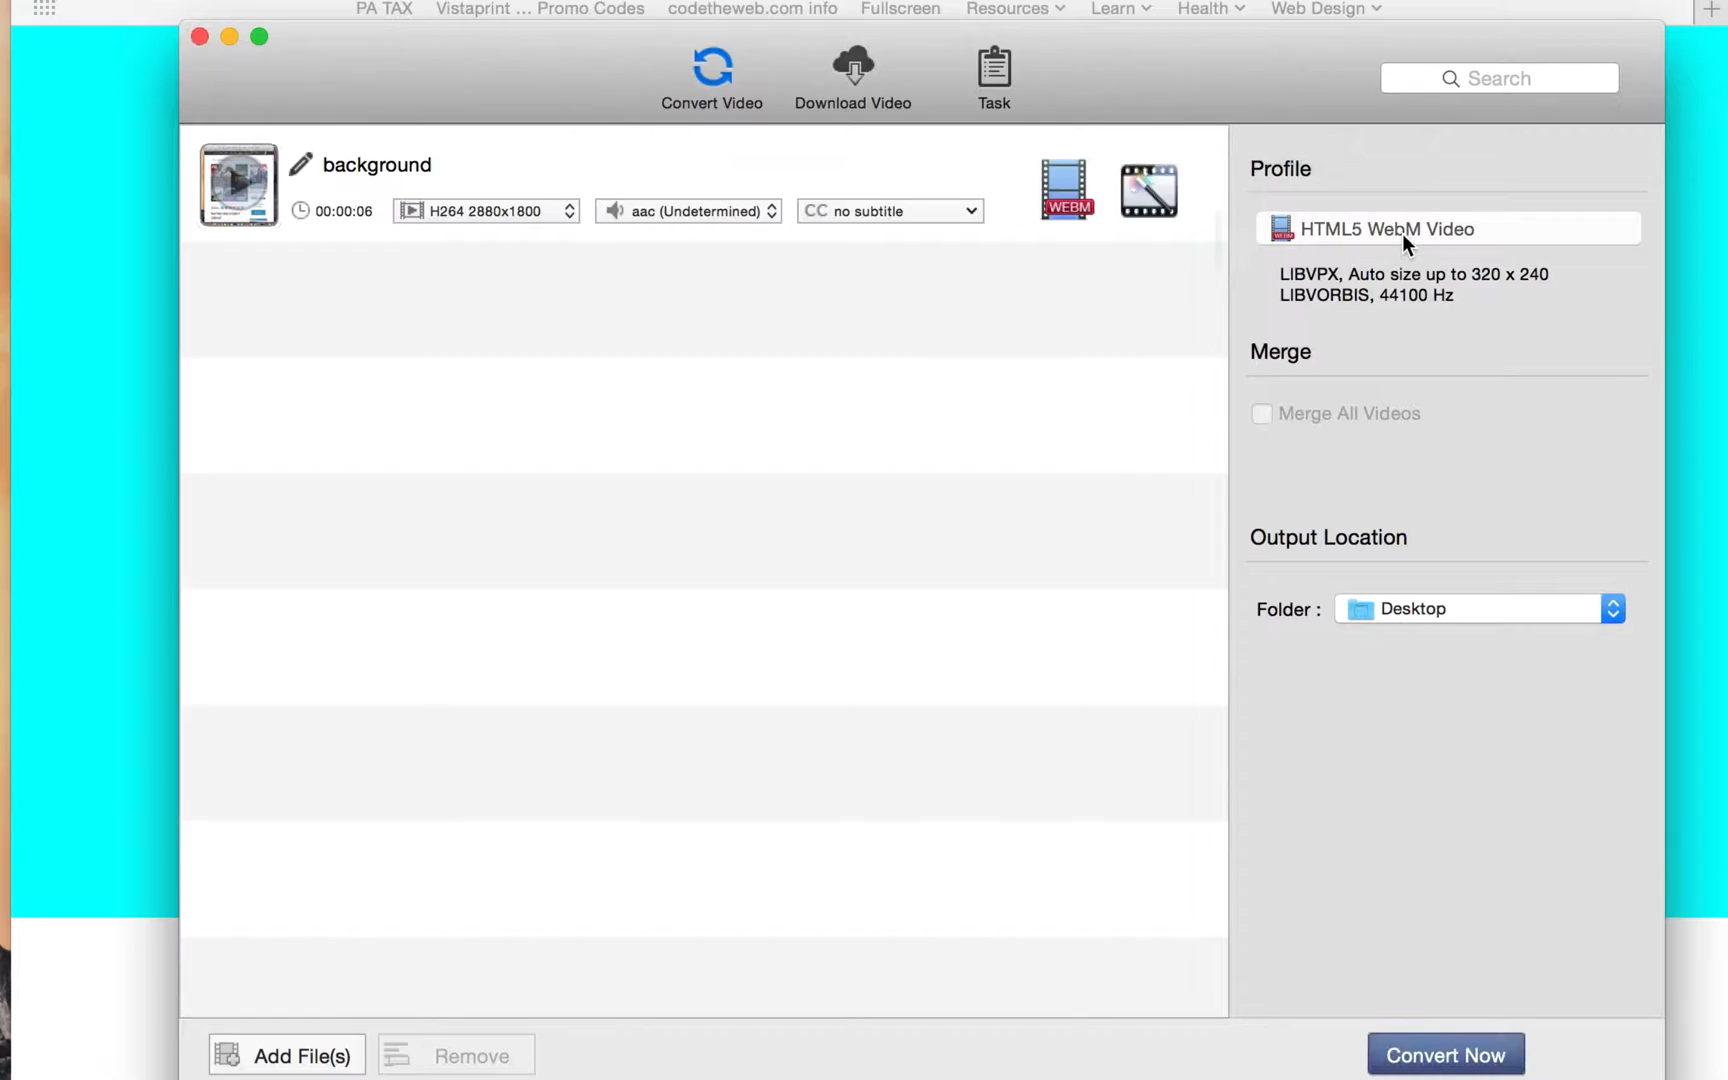 PA TAX Vistaprint ... Promo Codes codetheweb.com info Fullscreen Resources Learn Health Web Design
Convert Video Download Video Task
Search
background
00:00:06 H264 2880x1800 aac (Undetermined) CC no subtitle
WEBM
Profile
HTML5 WebM Video
LIBVPX, Auto size up to 320 x 240
LIBVORBIS, 44100 Hz
Merge
Merge All Videos
Output Location
Folder : Desktop
Add File(s) Remove Convert Now